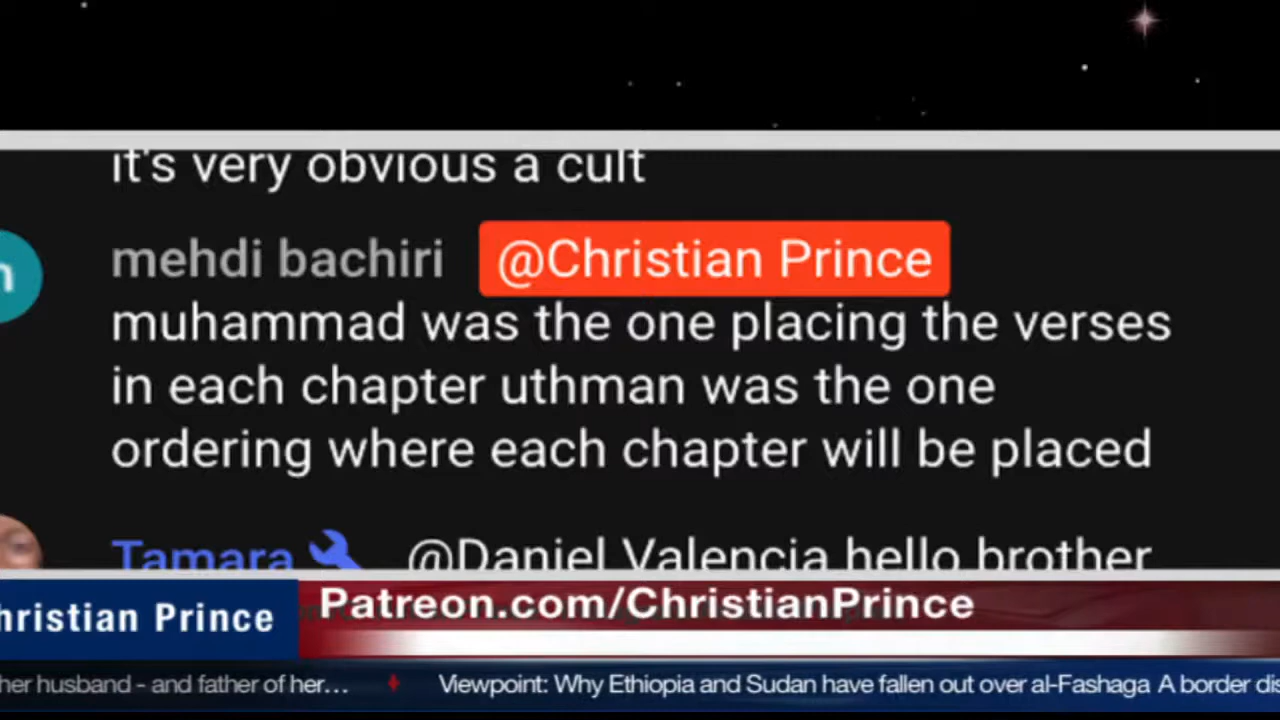 it's very obvious a cult
mehdi bachiri @Christian Prince
muhammad was the one placing the verses
in each chapter uthman was the one
ordering where each chapter will be placed
Tamara @Daniel Valencia hello brother
hristian Prince
Patreon.com/ChristianPrince
her husband - and father of her... Viewpoint: Why Ethiopia and Sudan have fallen out over al-Fashaga A border dis